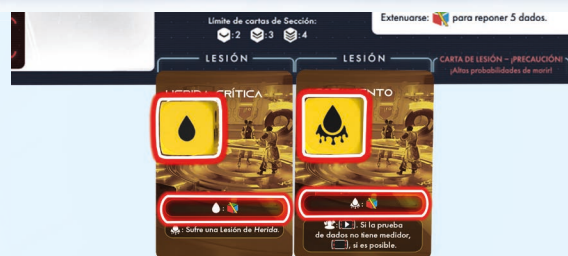 Límite de cartas de Sección:
:2 :3 :4
Extenuarse: para reponer 5 dados.
LESIÓN
LESIÓN
CARTA DE LESIÓN – ¡PRECAUCIÓN!
¡Altas probabilidades de morir!
HERIDA CRÍTICA
: Sufre una Lesión de Herida.
Si la prueba
de dados no tiene medidor,
, si es posible.